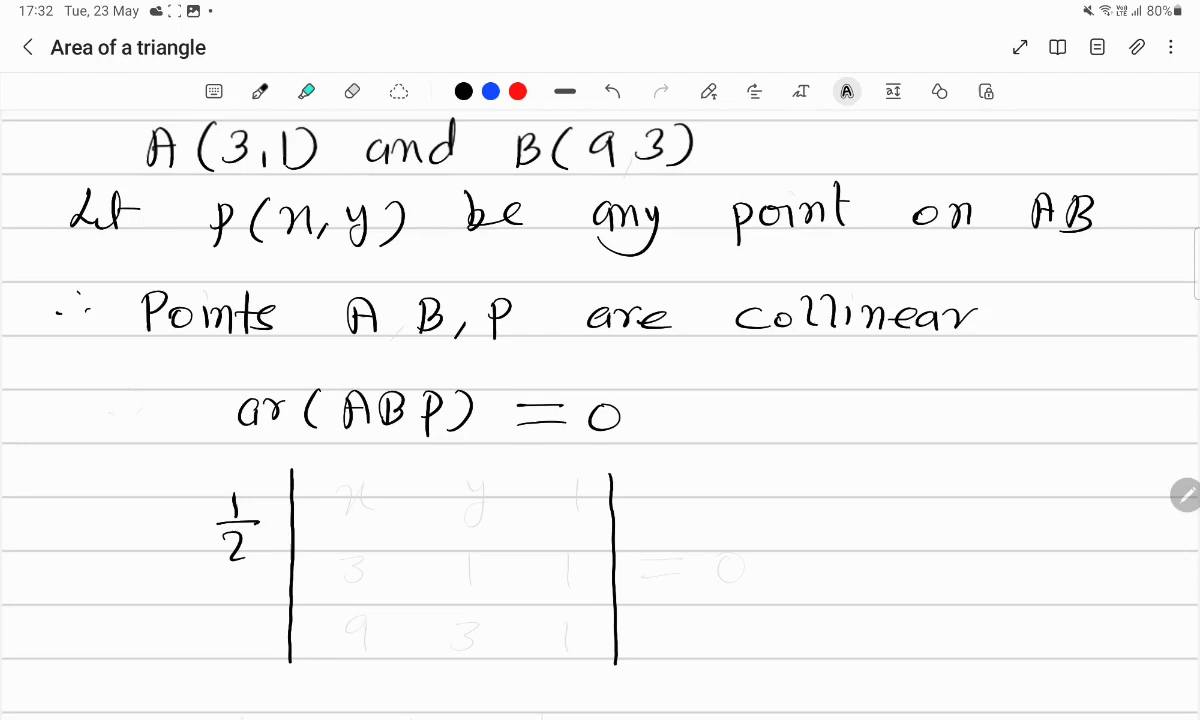 17:32 Tue, 23 May 80%
Area of a triangle
A (3,1) and B( 9,3)
Let P(x, y) be any point on AB
∴ Points A, B, P are collinear
ar ( A B P) = 0
1/2 | x y 1 |
| 3 1 1 | = 0
| 9 3 1 |